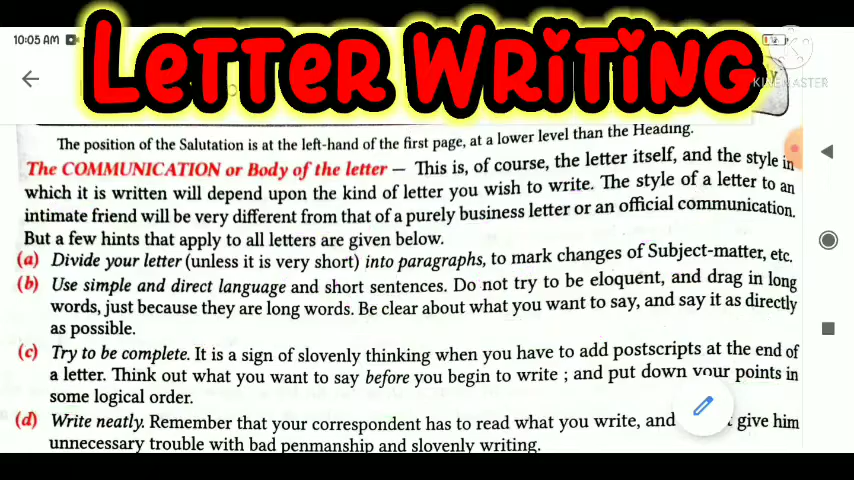 LETTER WRITING
10:05 AM
KINEMASTER
The position of the Salutation is at the left-hand of the first page, at a lower level than the Heading.
The COMMUNICATION or Body of the letter — This is, of course, the letter itself, and the style in
which it is written will depend upon the kind of letter you wish to write. The style of a letter to an
intimate friend will be very different from that of a purely business letter or an official communication.
But a few hints that apply to all letters are given below.
(a) Divide your letter (unless it is very short) into paragraphs, to mark changes of Subject-matter, etc.
(b) Use simple and direct language and short sentences. Do not try to be eloquent, and drag in long
words, just because they are long words. Be clear about what you want to say, and say it as directly
as possible.
(c) Try to be complete. It is a sign of slovenly thinking when you have to add postscripts at the end of
a letter. Think out what you want to say before you begin to write ; and put down your points in
some logical order.
(d) Write neatly. Remember that your correspondent has to read what you write, and give him
unnecessary trouble with bad penmanship and slovenly writing.